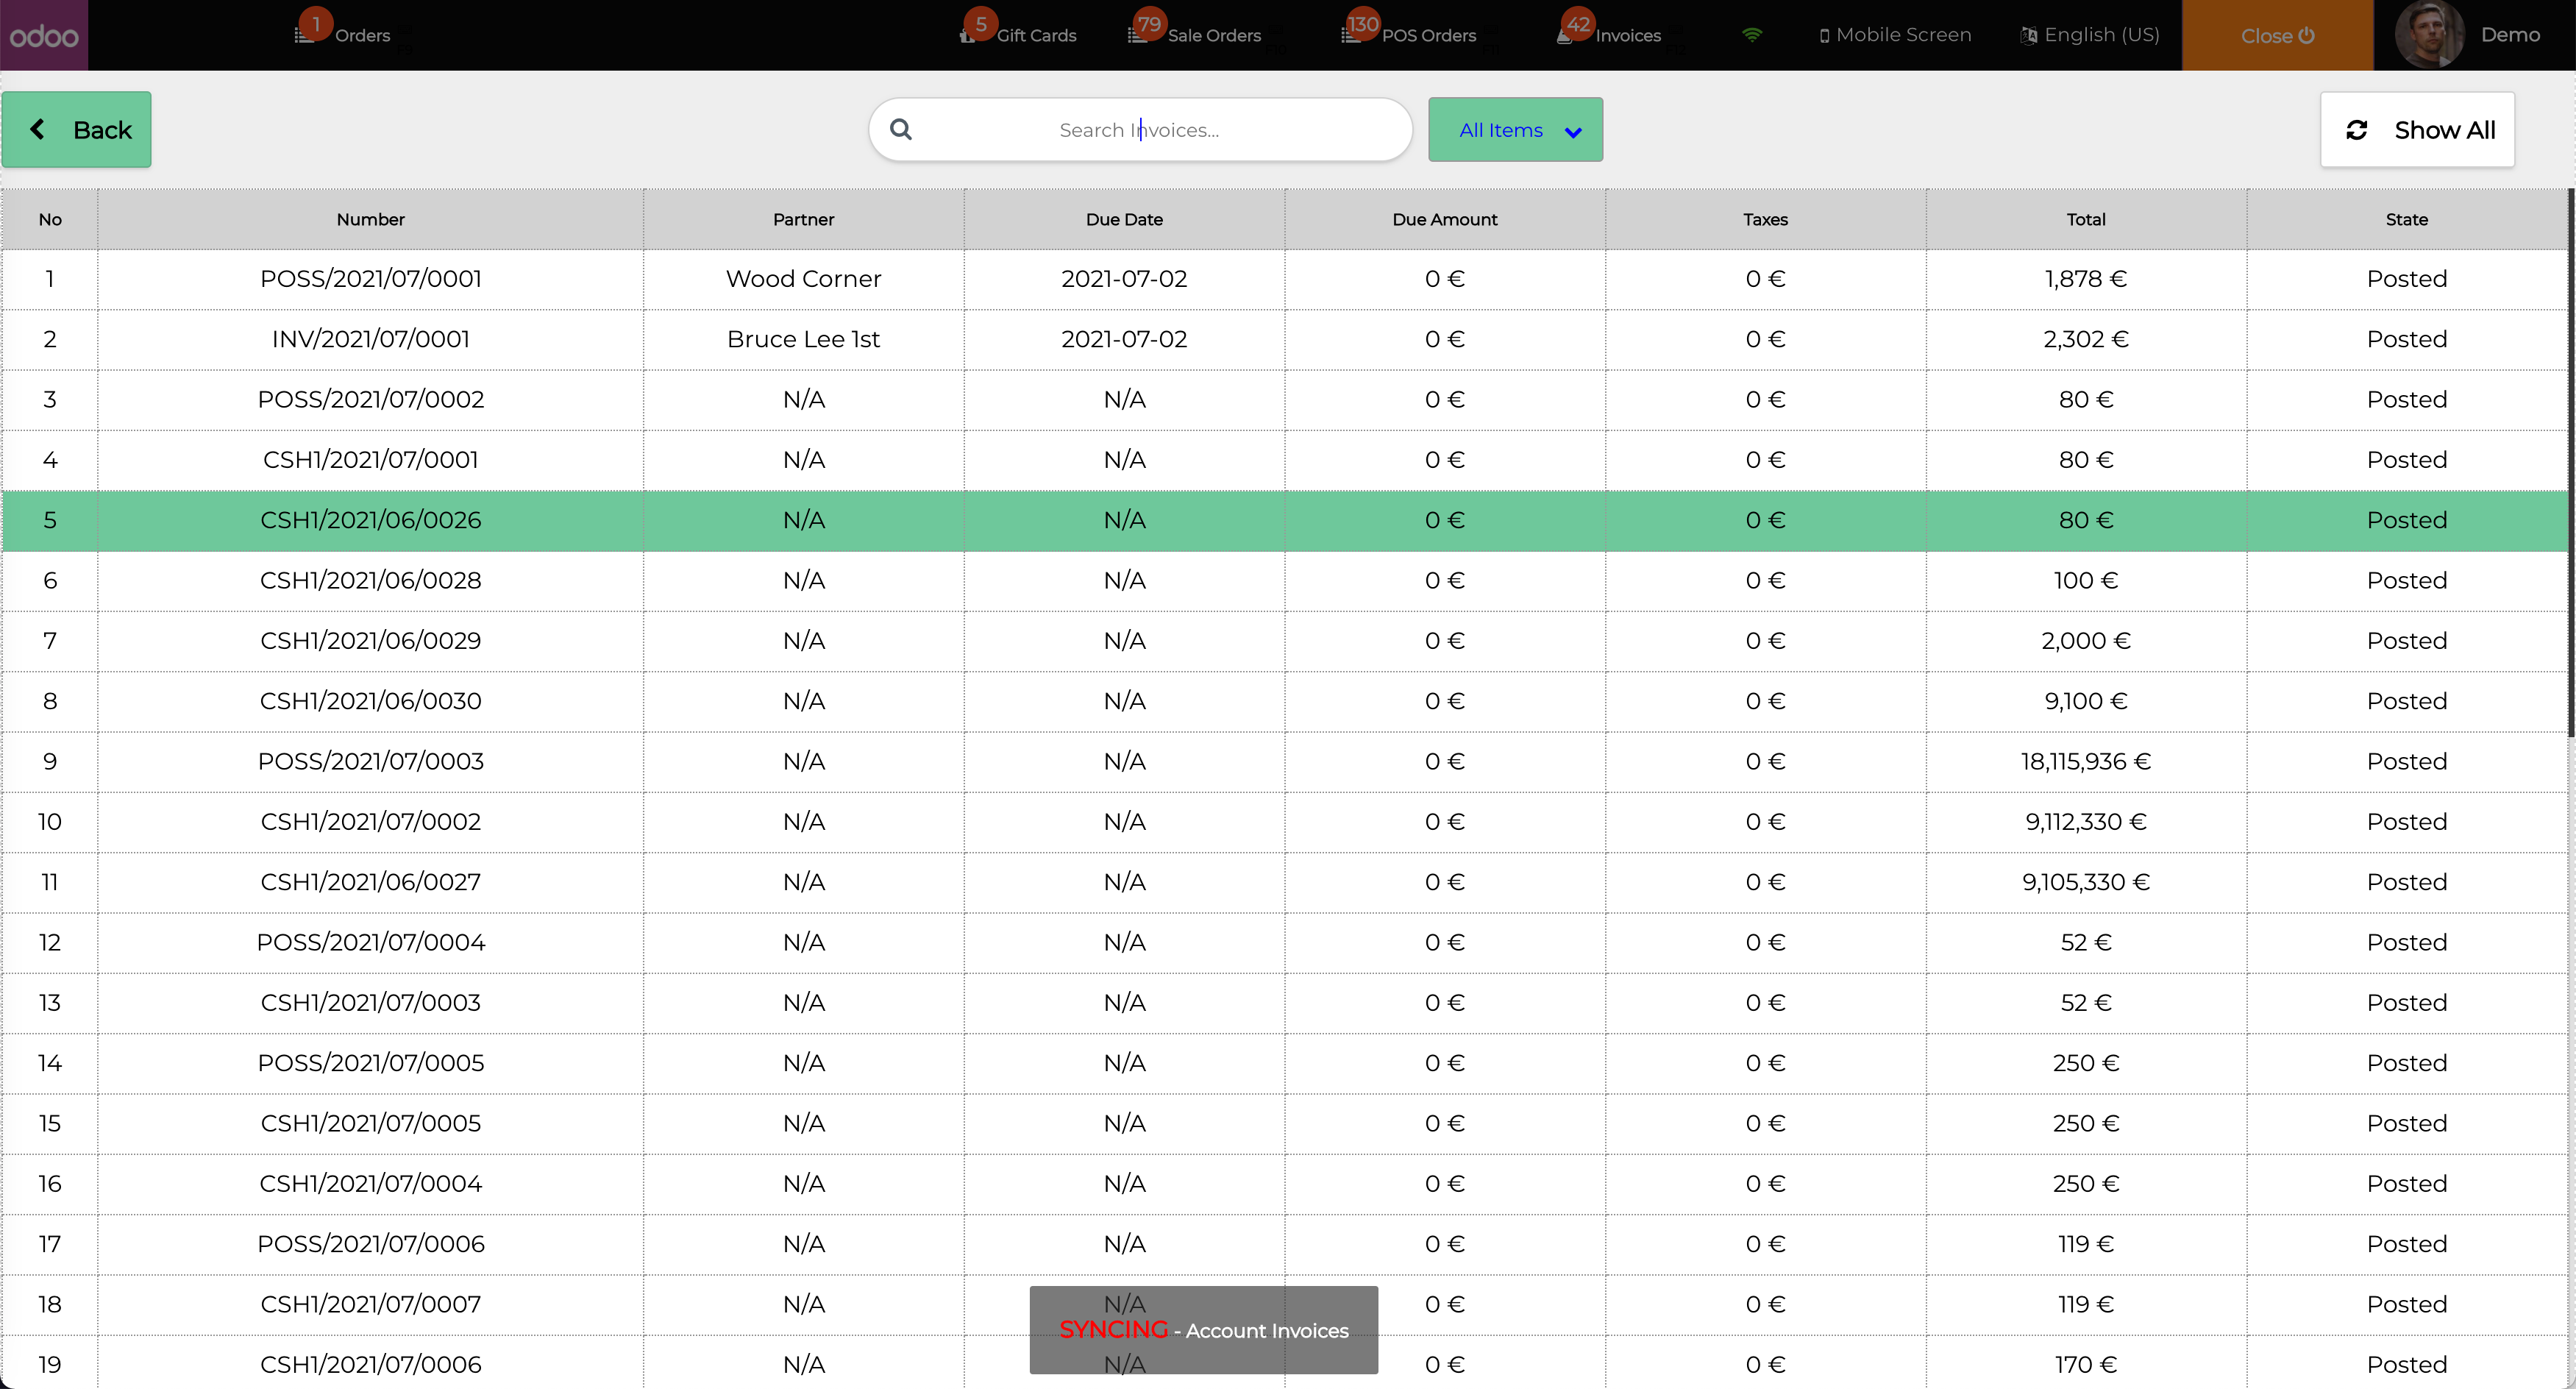 odoo 1 Orders 5 Gift Cards 79 Sale Orders 130 POS Orders 42 Invoices Mobile Screen English (US) Close Demo
Back Search Invoices... All Items Show All
No Number Partner Due Date Due Amount Taxes Total State
1 POSS/2021/07/0001 Wood Corner 2021-07-02 0 € 0 € 1,878 € Posted
2 INV/2021/07/0001 Bruce Lee 1st 2021-07-02 0 € 0 € 2,302 € Posted
3 POSS/2021/07/0002 N/A N/A 0 € 0 € 80 € Posted
4 CSH1/2021/07/0001 N/A N/A 0 € 0 € 80 € Posted
5 CSH1/2021/06/0026 N/A N/A 0 € 0 € 80 € Posted
6 CSH1/2021/06/0028 N/A N/A 0 € 0 € 100 € Posted
7 CSH1/2021/06/0029 N/A N/A 0 € 0 € 2,000 € Posted
8 CSH1/2021/06/0030 N/A N/A 0 € 0 € 9,100 € Posted
9 POSS/2021/07/0003 N/A N/A 0 € 0 € 18,115,936 € Posted
10 CSH1/2021/07/0002 N/A N/A 0 € 0 € 9,112,330 € Posted
11 CSH1/2021/06/0027 N/A N/A 0 € 0 € 9,105,330 € Posted
12 POSS/2021/07/0004 N/A N/A 0 € 0 € 52 € Posted
13 CSH1/2021/07/0003 N/A N/A 0 € 0 € 52 € Posted
14 POSS/2021/07/0005 N/A N/A 0 € 0 € 250 € Posted
15 CSH1/2021/07/0005 N/A N/A 0 € 0 € 250 € Posted
16 CSH1/2021/07/0004 N/A N/A 0 € 0 € 250 € Posted
17 POSS/2021/07/0006 N/A N/A 0 € 0 € 119 € Posted
18 CSH1/2021/07/0007 N/A N/A 0 € 0 € 119 € Posted
SYNCING - Account Invoices
19 CSH1/2021/07/0006 N/A N/A 0 € 0 € 170 € Posted